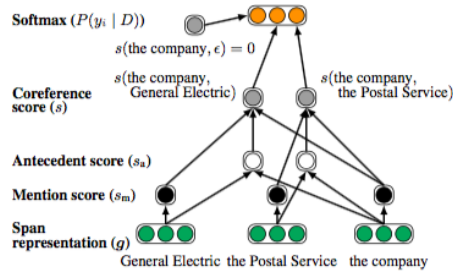 Softmax (P(yᵢ | D))
s(the company, ϵ) = 0
s(the company,
General Electric)
s(the company,
the Postal Service)
Coreference
score (s)
Antecedent score (sₐ)
Mention score (sₘ)
Span
representation (g)
General Electric the Postal Service the company